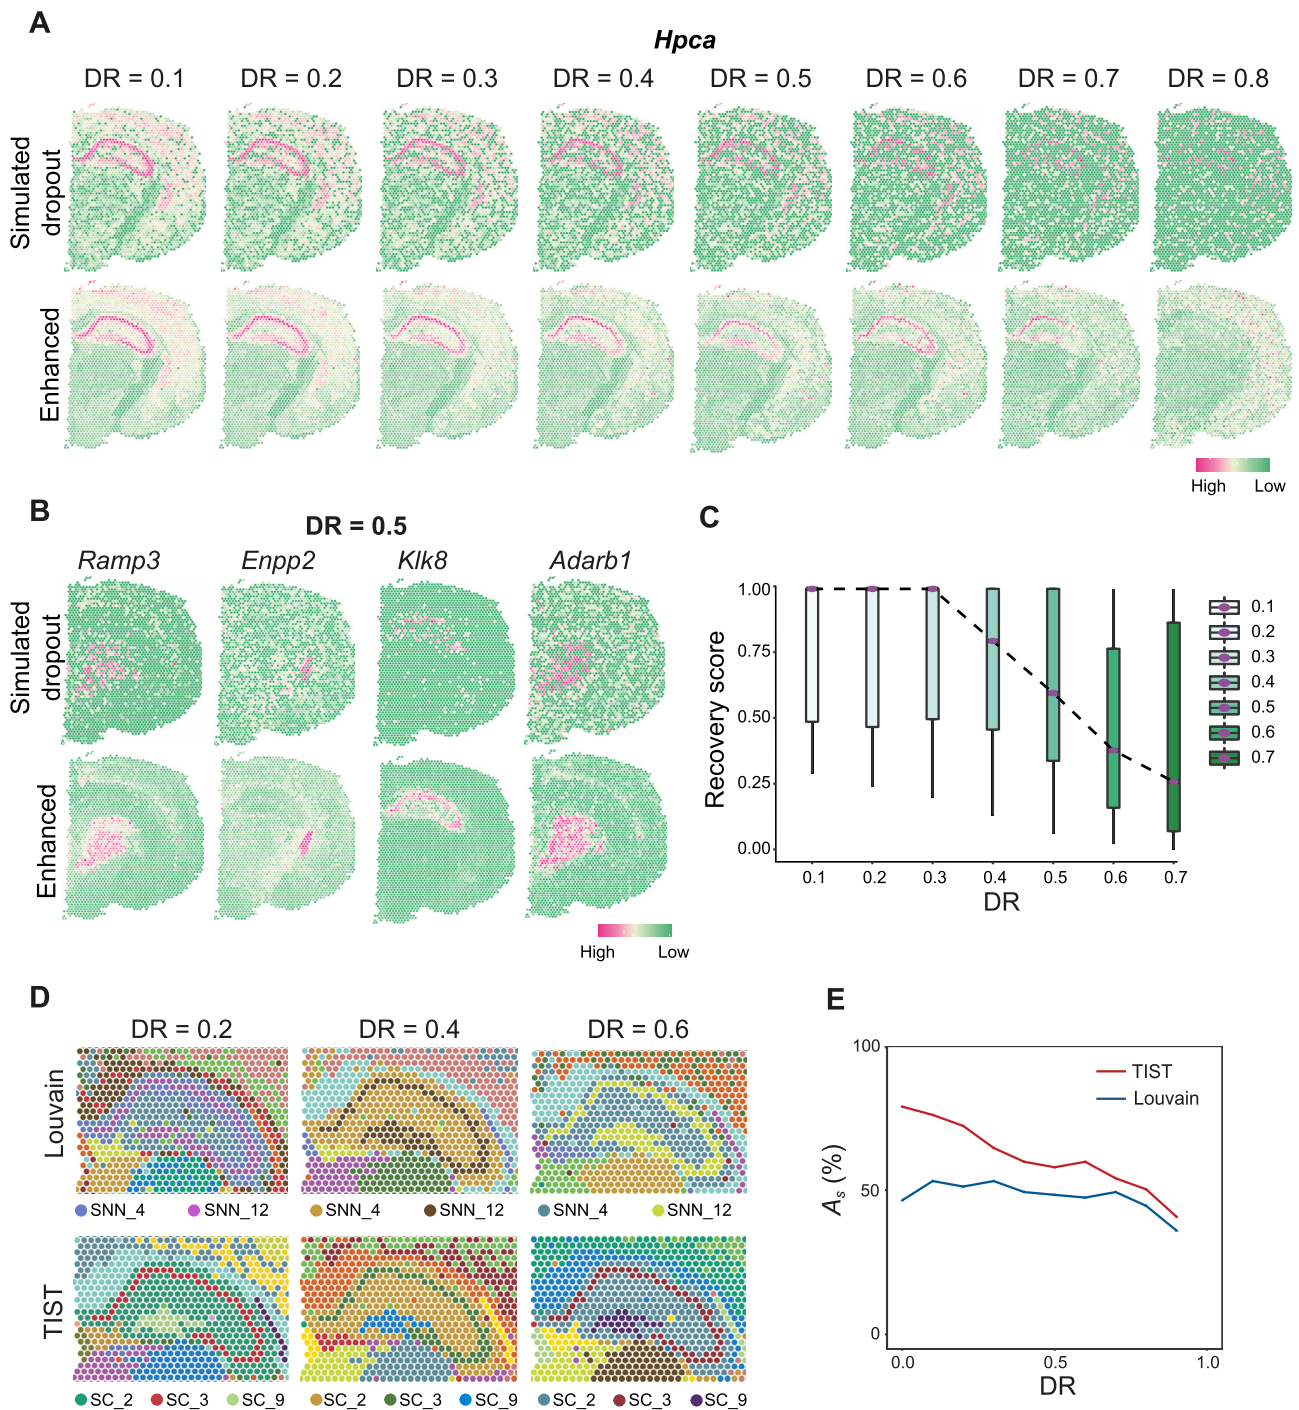 A
Hpca
DR = 0.1 DR = 0.2 DR = 0.3 DR = 0.4 DR = 0.5 DR = 0.6 DR = 0.7 DR = 0.8
Simulated
dropout
Enhanced
High Low
B
DR = 0.5
Ramp3 Enpp2 Klk8 Adarb1
Simulated
dropout
Enhanced
High Low
C
Recovery score
1.00
0.75
0.50
0.25
0.00
0.1 0.2 0.3 0.4 0.5 0.6 0.7
DR
0.1
0.2
0.3
0.4
0.5
0.6
0.7
D
DR = 0.2 DR = 0.4 DR = 0.6
Louvain
SNN_4 SNN_12 SNN_4 SNN_12 SNN_4 SNN_12
TIST
SC_2 SC_3 SC_9 SC_2 SC_3 SC_9 SC_2 SC_3 SC_9
E
As (%)
100
50
0
TIST
Louvain
0.0 0.5 1.0
DR